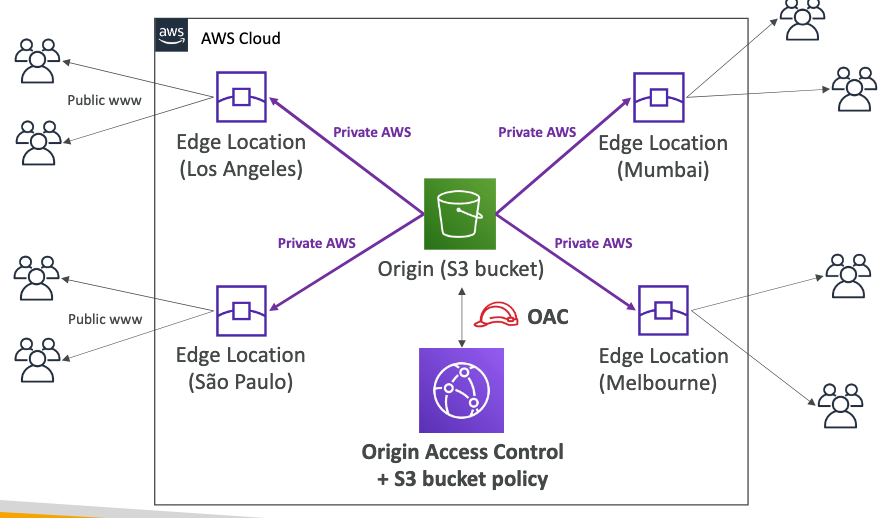 aws
AWS Cloud
Public www
Edge Location
(Los Angeles)
Private AWS
Private AWS
Edge Location
(Mumbai)
Private AWS
Private AWS
Origin (S3 bucket)
OAC
Public www
Edge Location
(São Paulo)
Edge Location
(Melbourne)
Origin Access Control
+ S3 bucket policy